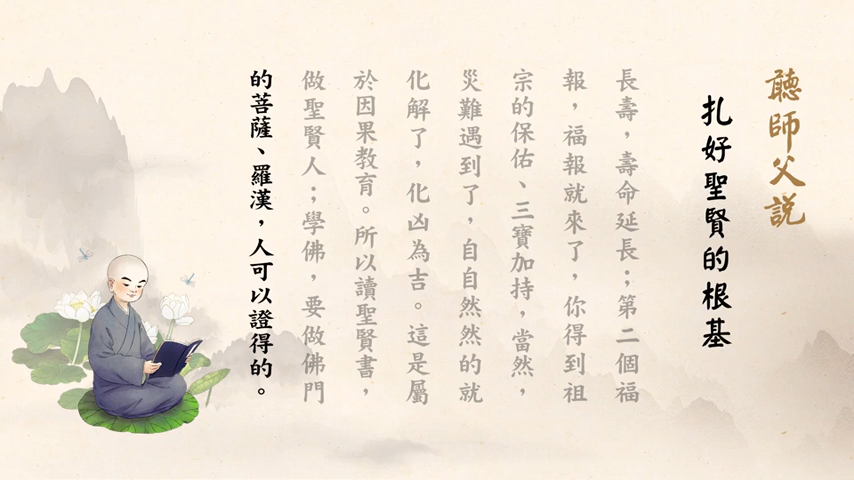 聽師父説
扎好聖賢的根基
長壽，壽命延長；第二個福
報，福報就來了，你得到祖
宗的保佑、三寶加持，當然，
災難遇到了，自自然然的就
化解了，化凶為吉。這是屬
於因果教育。所以讀聖賢書，
做聖賢人；學佛，要做佛門
的菩薩、羅漢，人可以證得的。